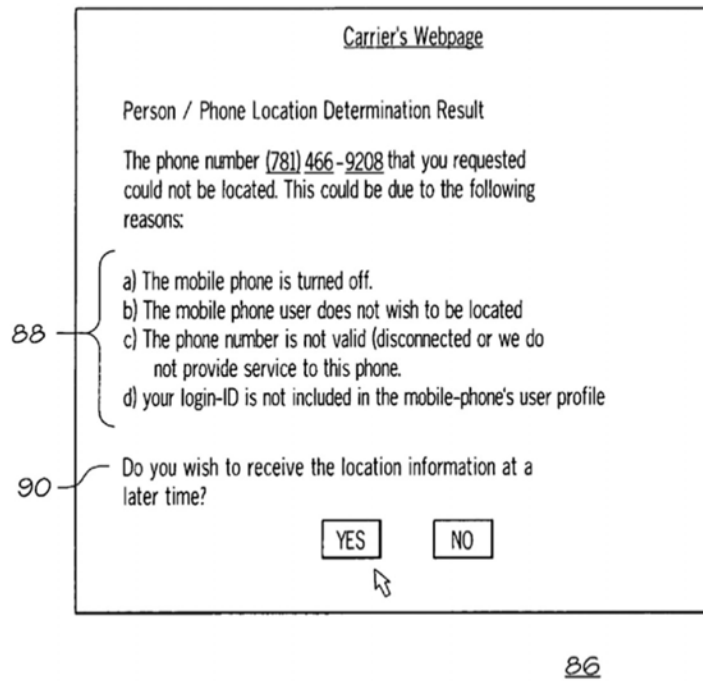 Carrier's Webpage
Person / Phone Location Determination Result
The phone number (781) 466-9208 that you requested
could not be located. This could be due to the following
reasons:
a) The mobile phone is turned off.
b) The mobile phone user does not wish to be located
88
c) The phone number is not valid (disconnected or we do
not provide service to this phone.
d) your login-ID is not included in the mobile-phone's user profile
90
Do you wish to receive the location information at a
later time?
YES NO
86